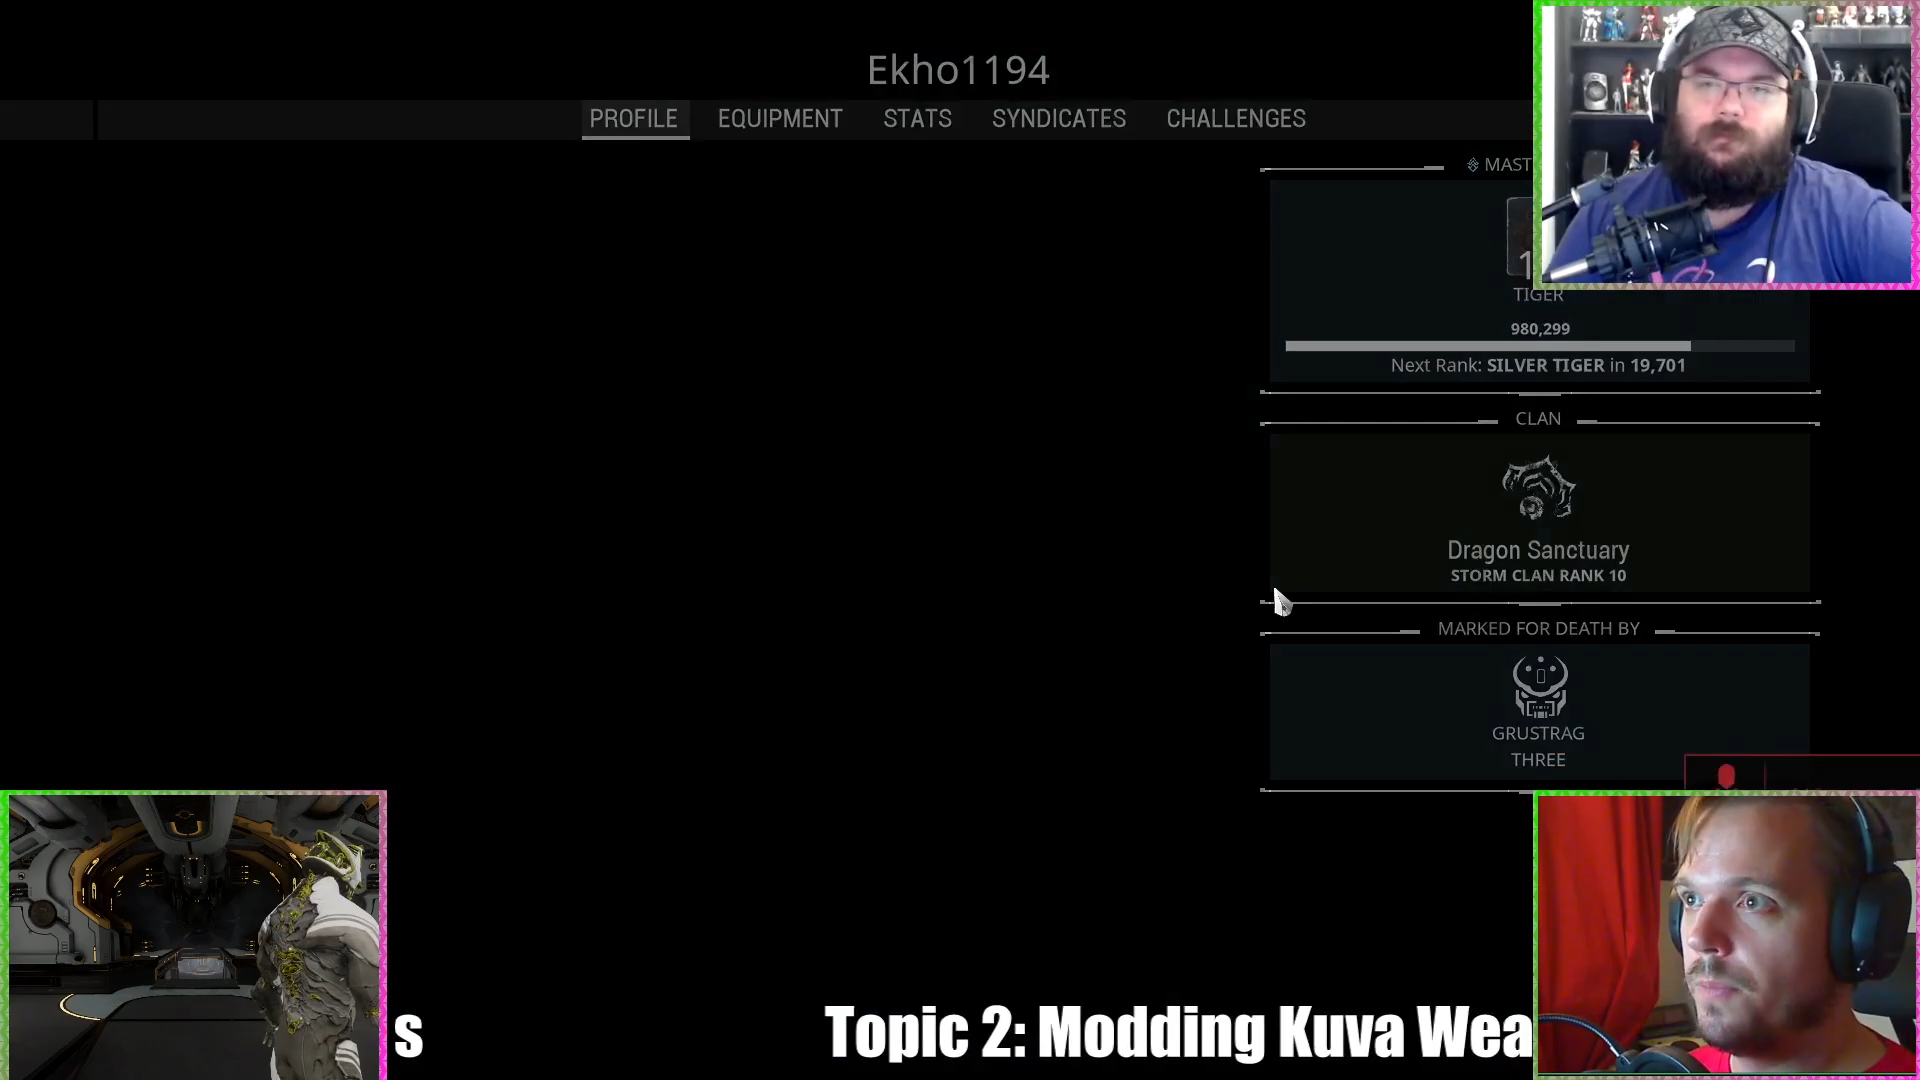 Ekho1194
PROFILE EQUIPMENT STATS SYNDICATES CHALLENGES
TIGER
980,299
Next Rank: SILVER TIGER in 19,701
CLAN
Dragon Sanctuary
STORM CLAN RANK 10
MARKED FOR DEATH BY
GRUSTRAG
THREE
s Topic 2: Modding Kuva